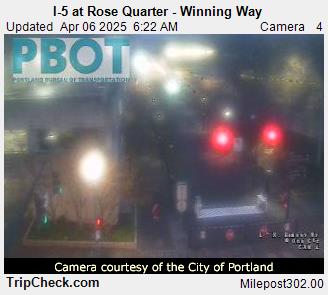 I-5 at Rose Quarter - Winning Way
Updated Apr 06 2025 6:22 AM Camera 4
PBOT
PORTLAND BUREAU OF TRANSPORTATION
Camera courtesy of the City of Portland
TripCheck.com Milepost302.00